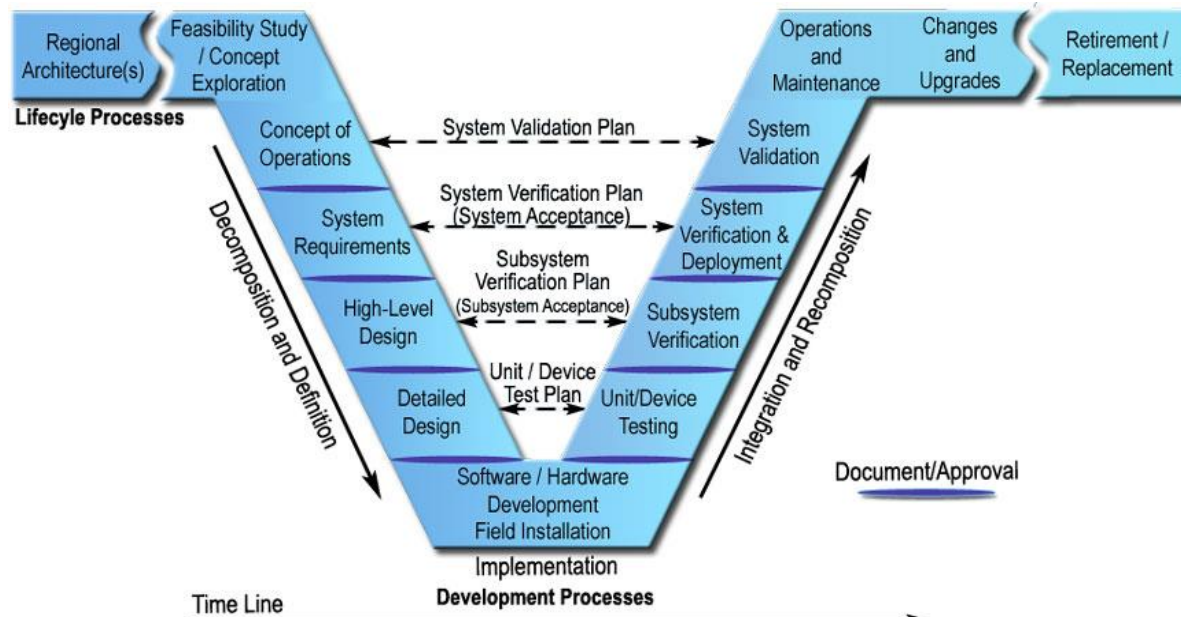 Regional
Architecture(s)
Feasibility Study
/ Concept
Exploration
Operations
and
Maintenance
Changes
and
Upgrades
Retirement /
Replacement
Lifecyle Processes
Concept of
Operations
System Validation Plan
System
Validation
System
Requirements
System Verification Plan
(System Acceptance)
System
Verification &
Deployment
High-Level
Design
Subsystem
Verification Plan
(Subsystem Acceptance)
Subsystem
Verification
Detailed
Design
Unit / Device
Test Plan
Unit/Device
Testing
Decomposition and Definition
Integration and Recomposition
Software / Hardware
Development
Field Installation
Document/Approval
Implementation
Development Processes
Time Line